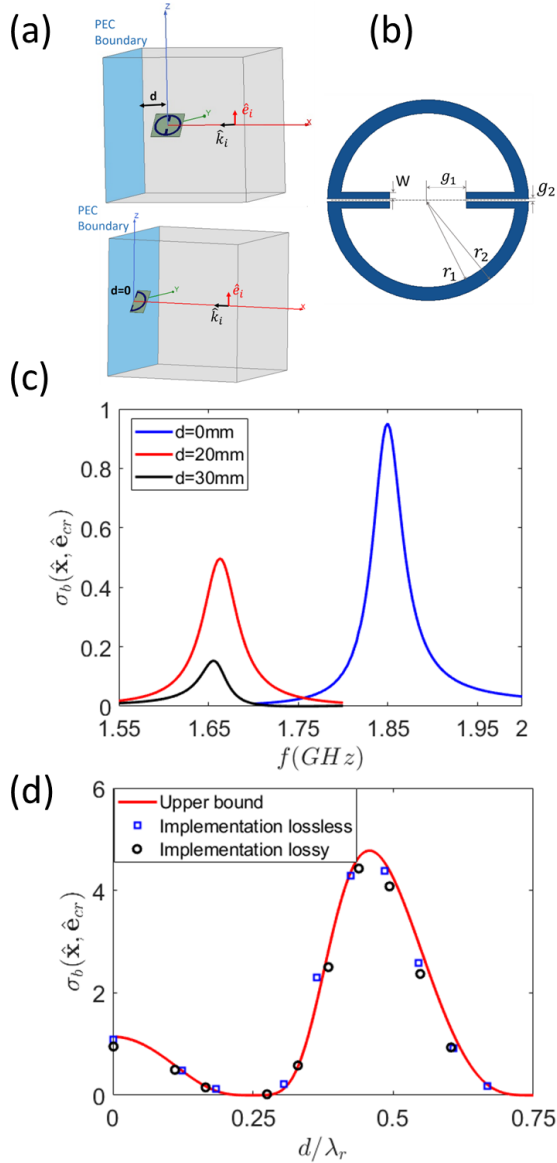 (a)
PEC
Boundary
Z
d
Y
X
ê_i
k̂_i
PEC
Boundary
Z
d=0
Y
X
ê_i
k̂_i
(b)
W
g_1
g_2
r_1
r_2
(c)
σ_b(x̂, ê_cr)
1
0.8
0.6
0.4
0.2
0
d=0mm
d=20mm
d=30mm
1.55
1.65
1.75
1.85
1.95
2
f(GHz)
(d)
σ_b(x̂, ê_cr)
6
4
2
0
Upper bound
Implementation lossless
Implementation lossy
0
0.25
0.5
0.75
d/λ_r